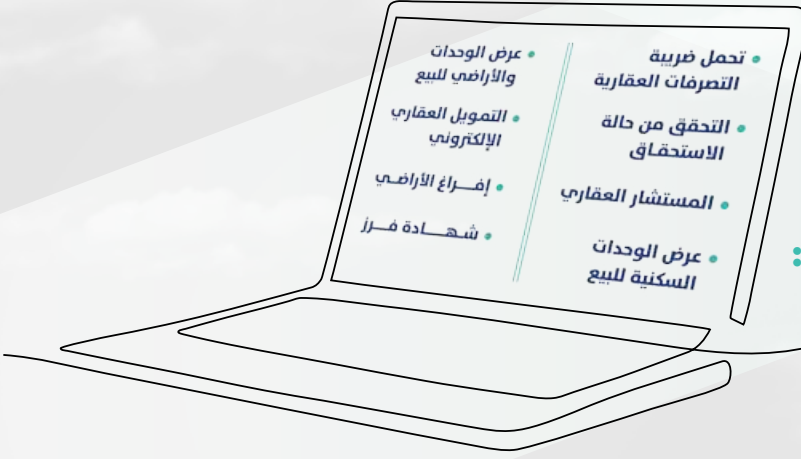 تحمل ضريبة
التصرفات العقارية
التحقق من حالة
الاستحقاق
المستشار العقاري
عرض الوحدات
السكنية للبيع
عرض الوحدات
والأراضي للبيع
التمويل العقاري
الإلكتروني
إفـــراغ الأراضـي
شـهـــادة فـــرز